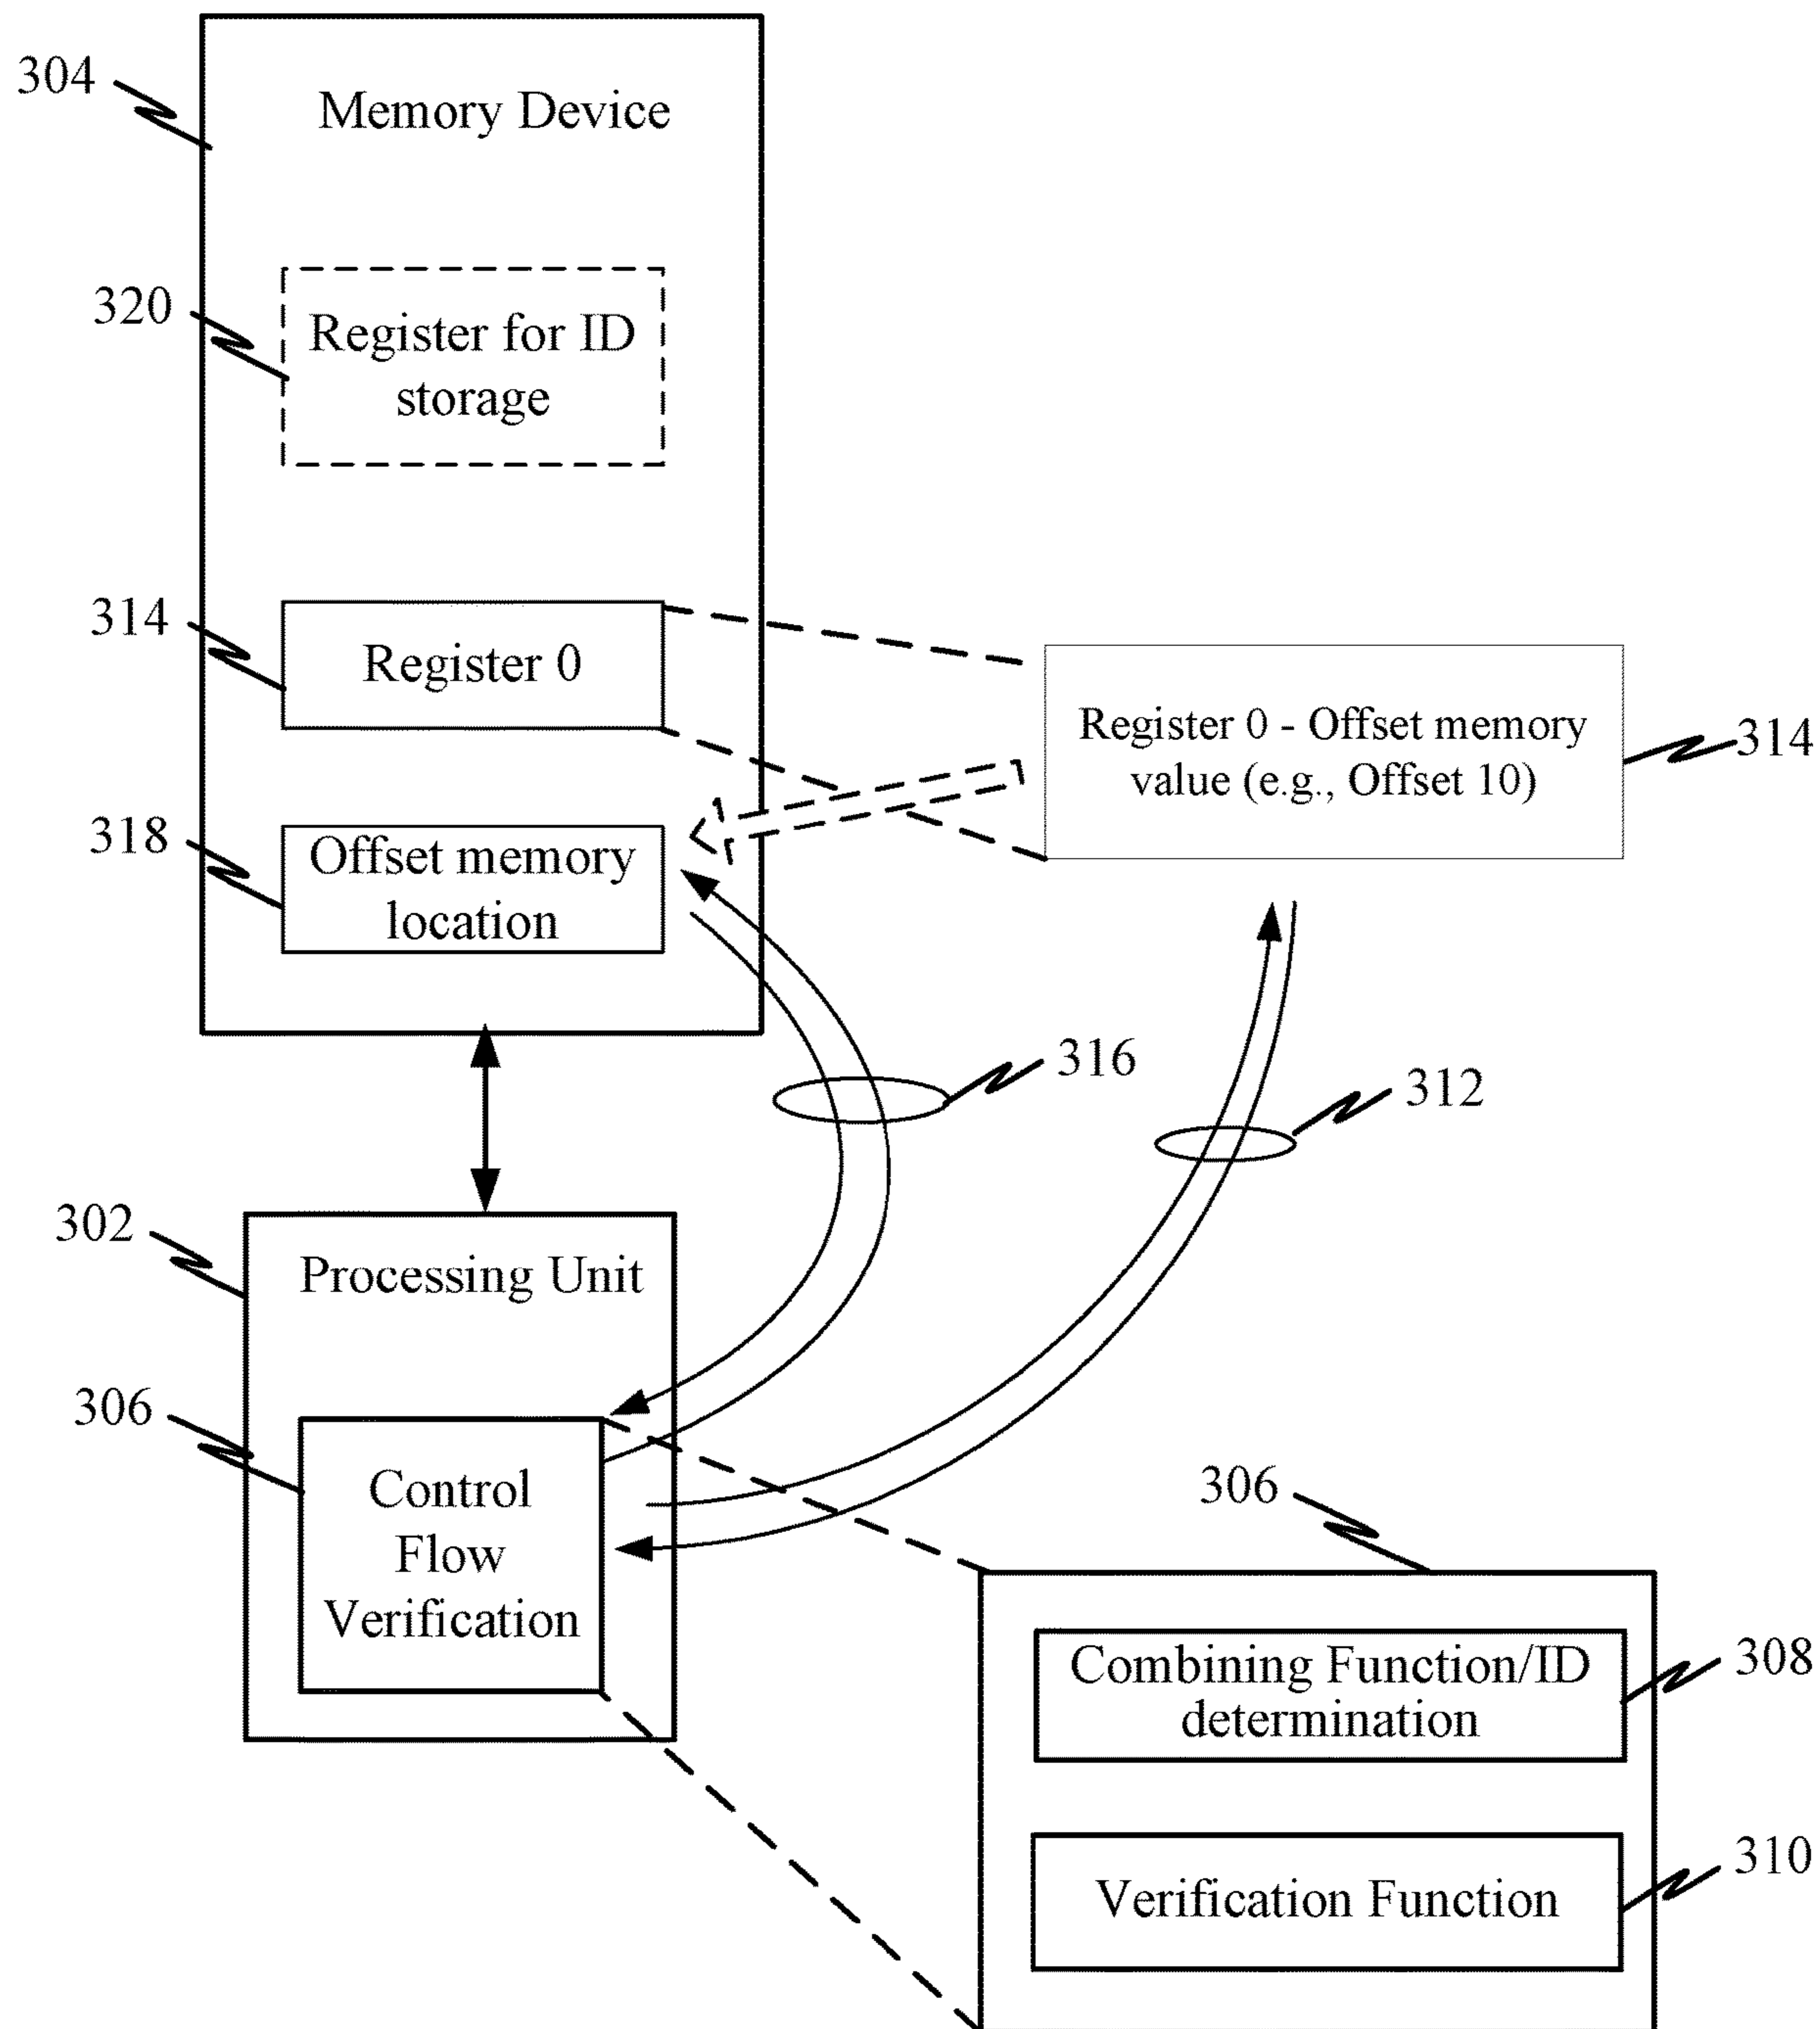 304
Memory Device
320
Register for ID
storage
314
Register 0
Register 0 - Offset memory
value (e.g., Offset 10)
314
318
Offset memory
location
316
312
302
Processing Unit
306
Control
Flow
Verification
306
Combining Function/ID
determination
308
Verification Function
310